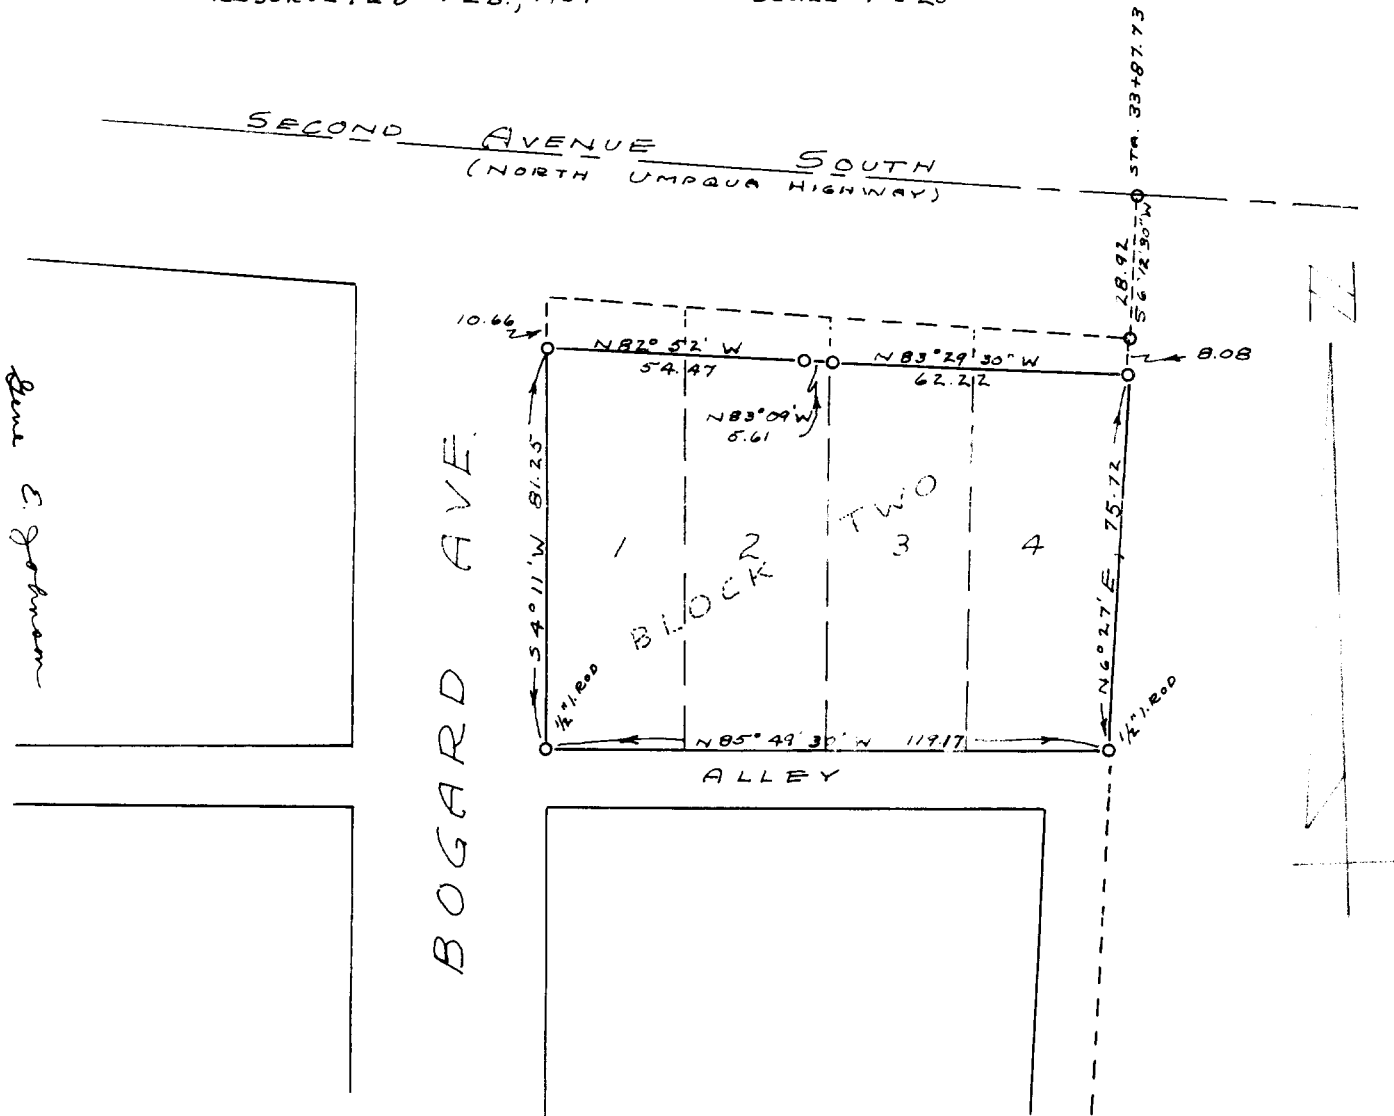 STA. 33+87.73
SECOND AVENUE SOUTH
(NORTH UMPQUA HIGHWAY)
28.92
S 6°12'30" W
10.66
8.08
N 82° 52' W
54.47
N 83°29'30" W
62.22
N 83°09' W
5.61
Gene E. Johnson
BOGARD AVE.
S 4° 11' W 81.25
N 6° 27' E, 75.72
BLOCK TWO
1
2
3
4
1/2" I. ROD
1/2" I. ROD
N 85° 49' 30" W 119.17
ALLEY
N